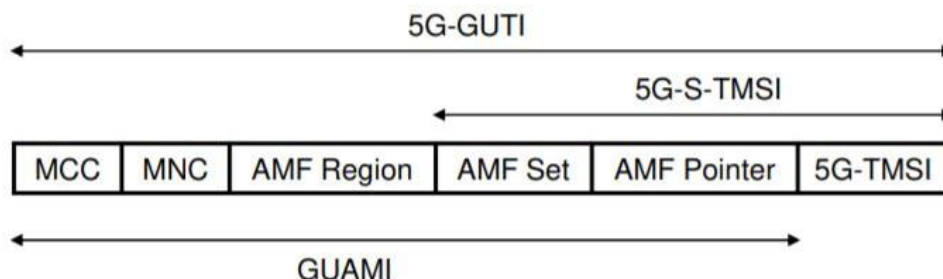 5G-GUTI
5G-S-TMSI
MCC MNC AMF Region AMF Set AMF Pointer 5G-TMSI
GUAMI